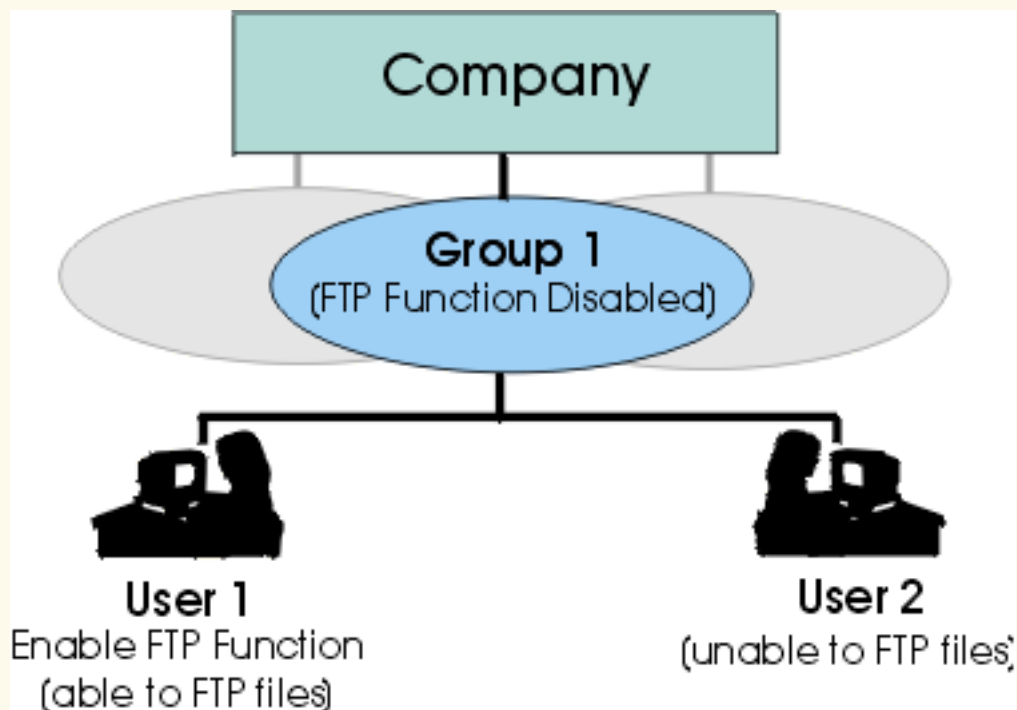 Company
Group 1
(FTP Function Disabled)
User 1
Enable FTP Function
(able to FTP files)
User 2
(unable to FTP files)